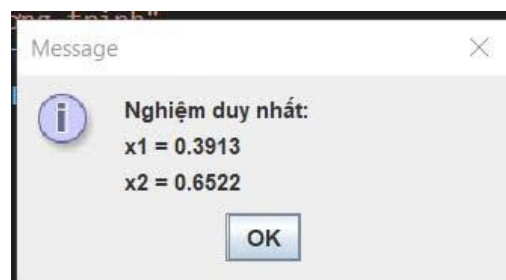 Message
Nghiệm duy nhất:
x1 = 0.3913
x2 = 0.6522
OK